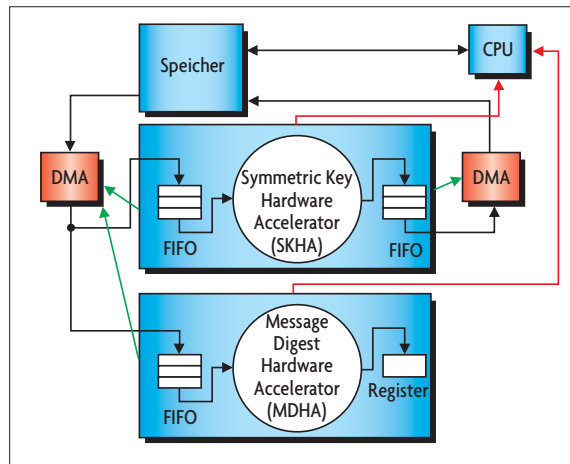 Speicher
CPU
DMA
FIFO
Symmetric Key
Hardware
Accelerator
(SKHA)
FIFO
DMA
FIFO
Message
Digest
Hardware
Accelerator
(MDHA)
Register